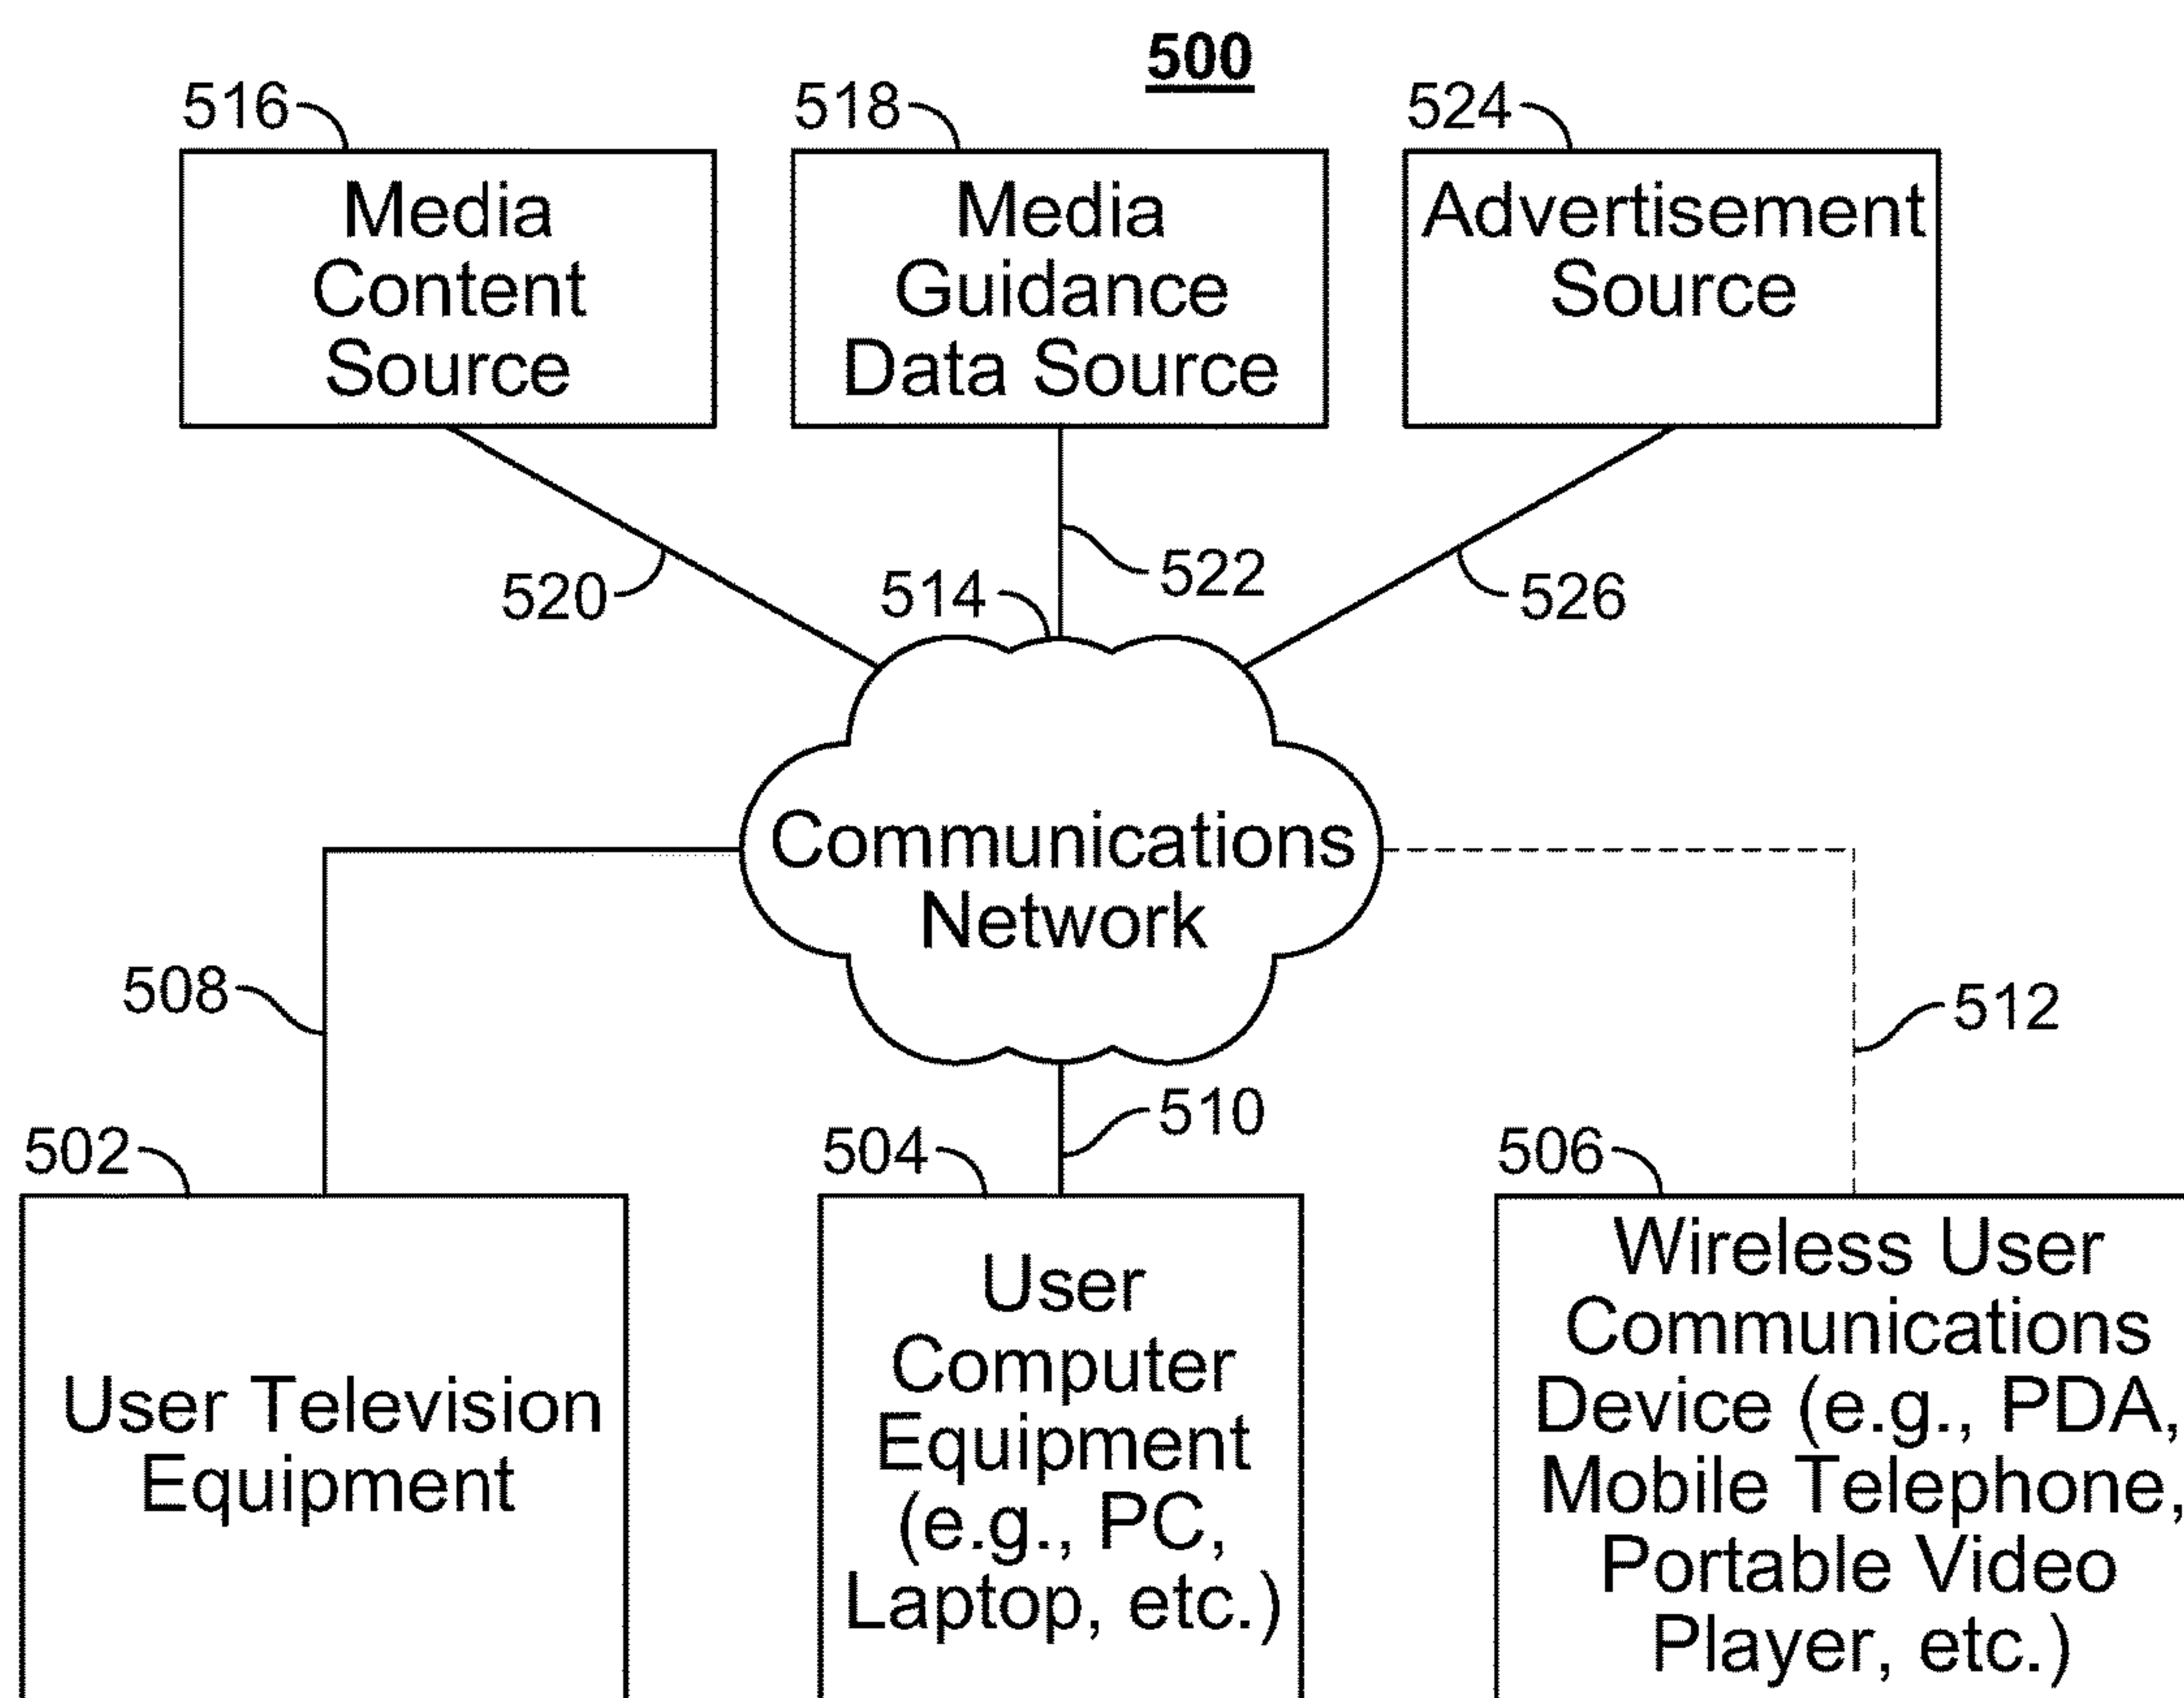 500
516
518
524
Media
Content
Source
Media
Guidance
Data Source
Advertisement
Source
520
514
522
526
Communications
Network
508
512
510
502
504
506
User Television
Equipment
User
Computer
Equipment
(e.g., PC,
Laptop, etc.)
Wireless User
Communications
Device (e.g., PDA,
Mobile Telephone,
Portable Video
Player, etc.)